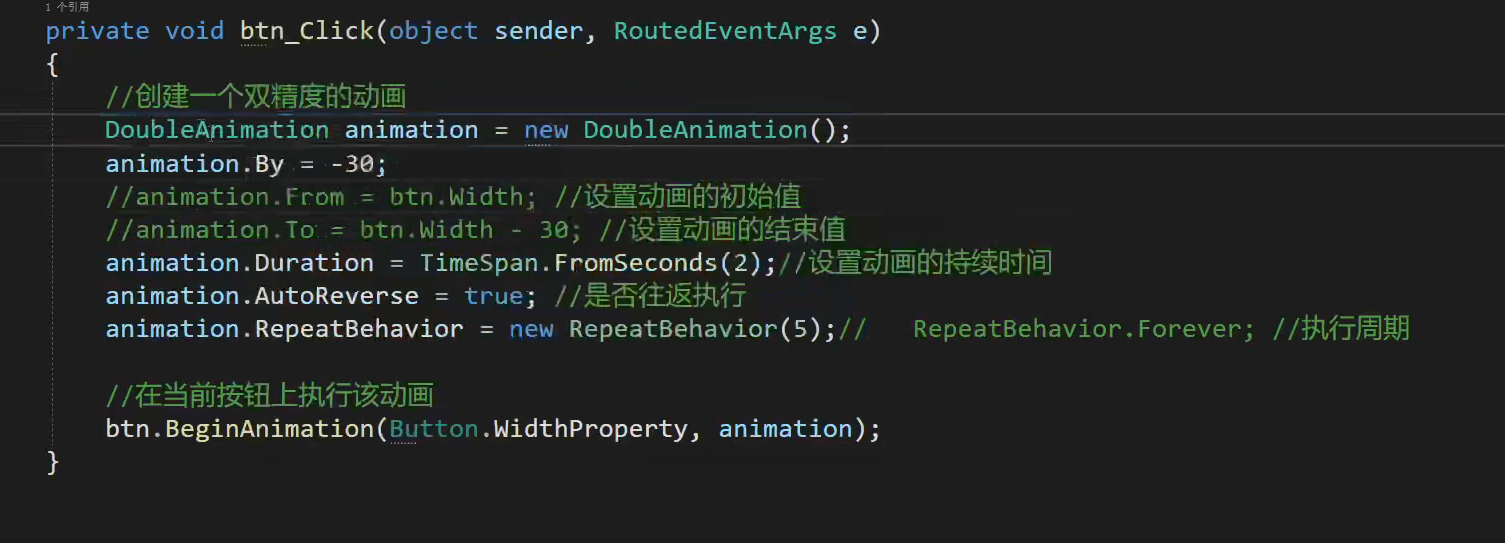 1 个引用
private void btn_Click(object sender, RoutedEventArgs e)
{
//创建一个双精度的动画
DoubleAnimation animation = new DoubleAnimation();
animation.By = -30;
//animation.From = btn.Width; //设置动画的初始值
//animation.To = btn.Width - 30; //设置动画的结束值
animation.Duration = TimeSpan.FromSeconds(2);//设置动画的持续时间
animation.AutoReverse = true; //是否往返执行
animation.RepeatBehavior = new RepeatBehavior(5);//   RepeatBehavior.Forever; //执行周期
//在当前按钮上执行该动画
btn.BeginAnimation(Button.WidthProperty, animation);
}